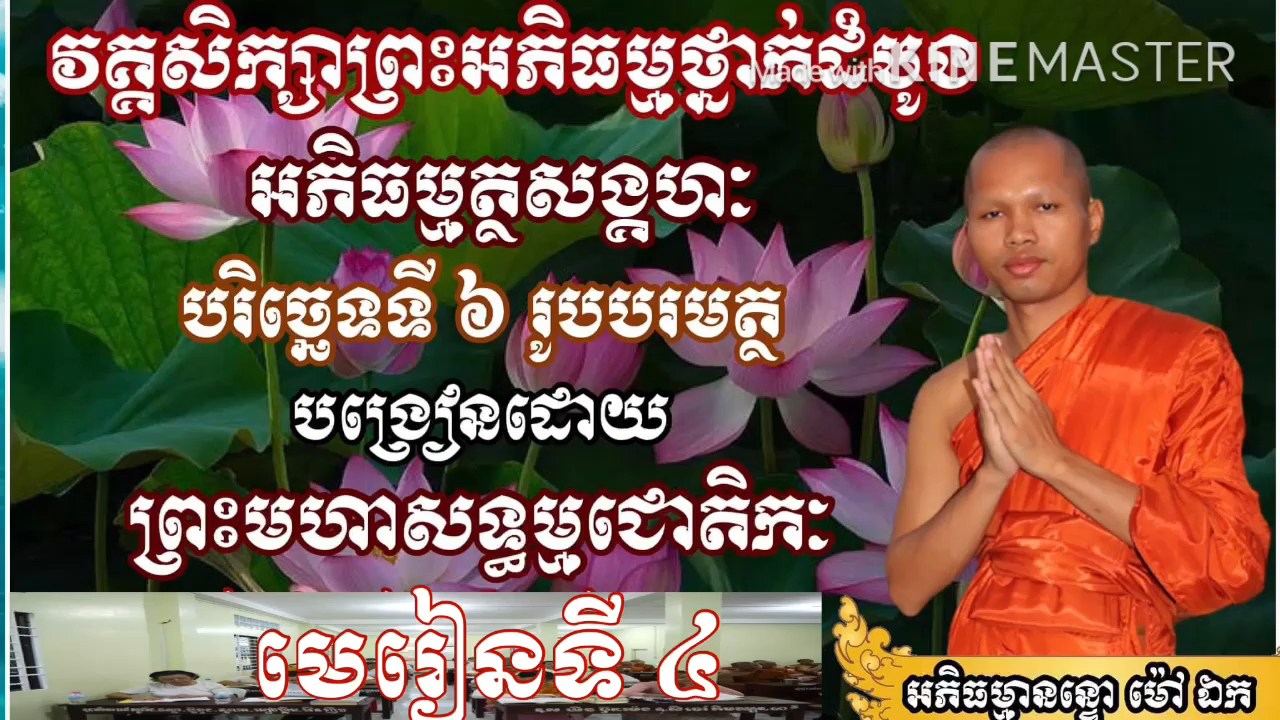 វគ្គសិក្សាព្រះអភិធម្មថ្នាក់ដំបូង
Made with KINEMASTER
អភិធម្មត្ថសង្គហៈ
បរិច្ឆេទទី ៦ រូបបរមត្ថ
បង្រៀនដោយ
ព្រះមហាសទ្ធម្មជោតិកៈ
មេរៀនទី ៤
អភិធម្មានន្ទោ ម៉ៅ ឯក